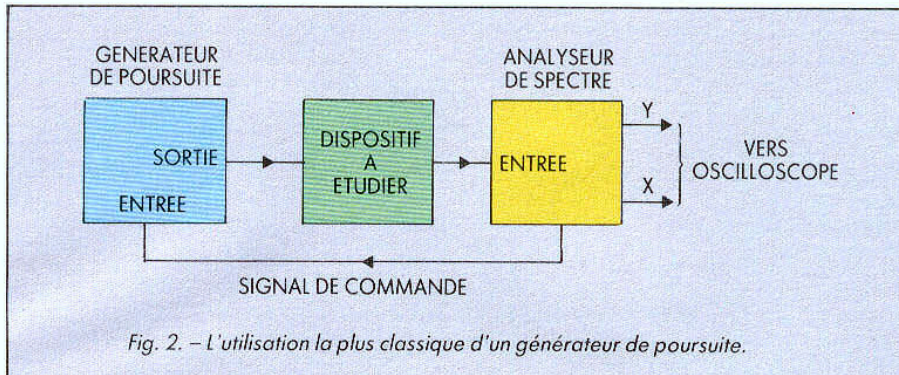 GENERATEUR
DE POURSUITE
ANALYSEUR
DE SPECTRE
SORTIE
ENTREE
DISPOSITIF
A
ETUDIER
ENTREE
Y
X
VERS
OSCILLOSCOPE
SIGNAL DE COMMANDE
Fig. 2. – L'utilisation la plus classique d'un générateur de poursuite.